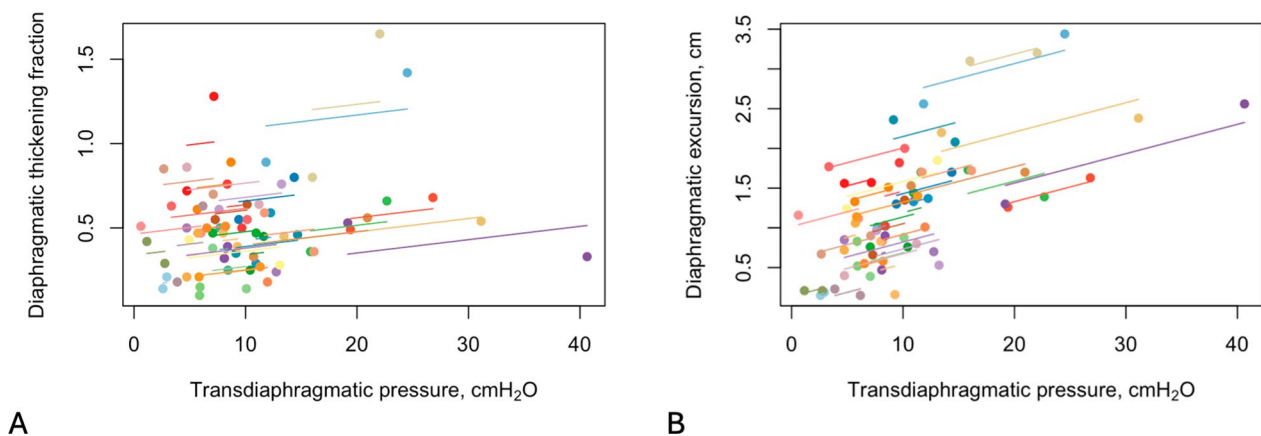 Diaphragmatic thickening fraction
1.5
1.0
0.5
0 10 20 30 40
Transdiaphragmatic pressure, cmH₂O
A
Diaphragmatic excursion, cm
3.5
2.5
1.5
0.5
0 10 20 30 40
Transdiaphragmatic pressure, cmH₂O
B